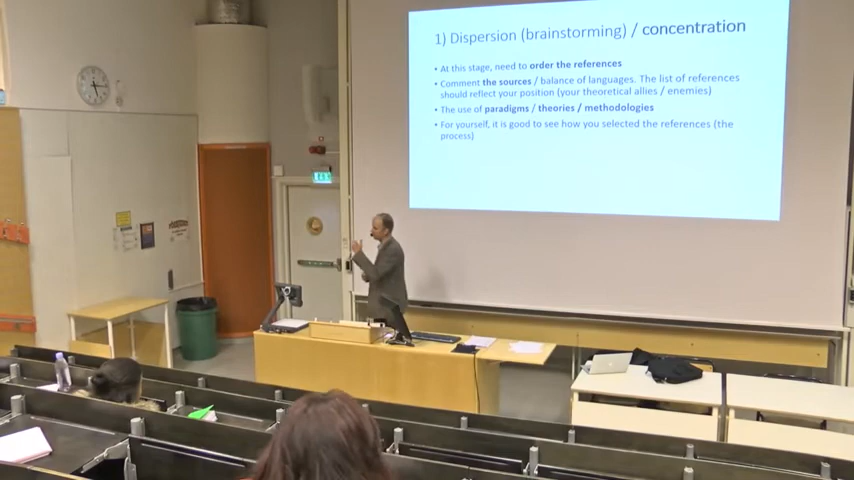 1) Dispersion (brainstorming) / concentration
• At this stage, need to order the references
• Comment the sources / balance of languages. The list of references
should reflect your position (your theoretical allies / enemies)
• The use of paradigms / theories / methodologies
• For yourself, it is good to see how you selected the references (the
process)